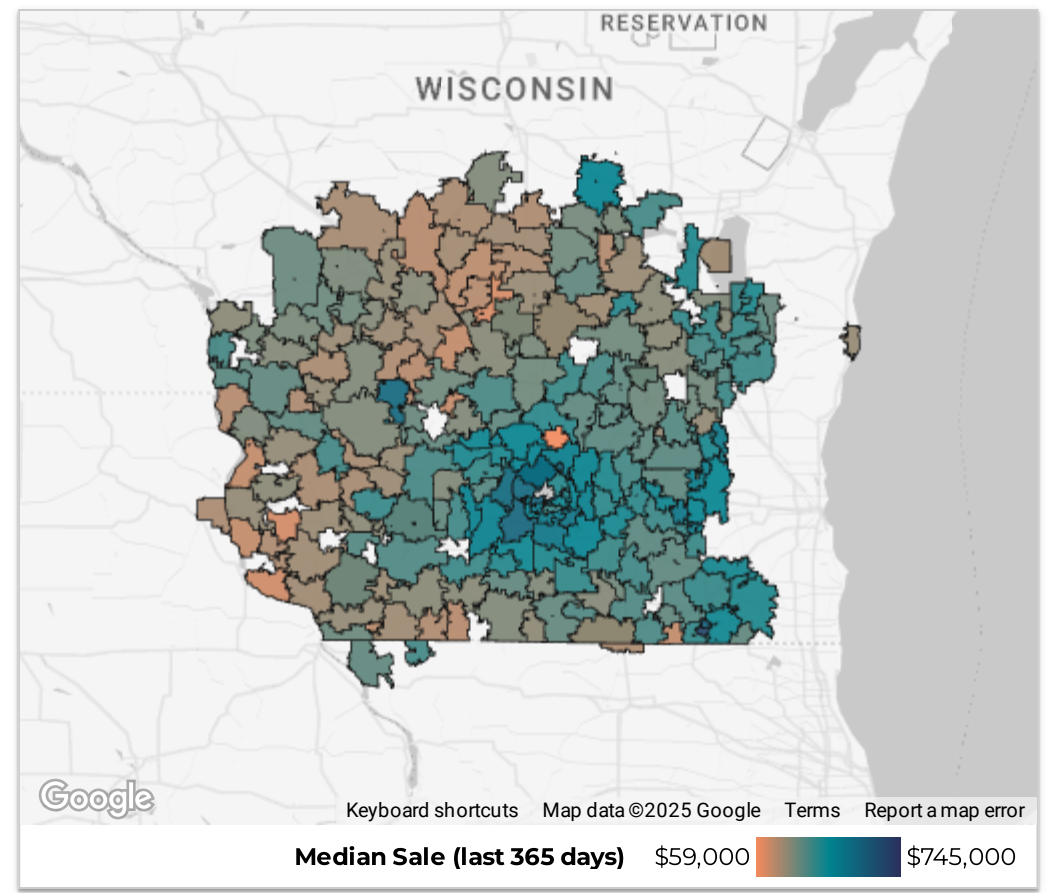 RESERVATION
WISCONSIN
Google
Keyboard shortcuts Map data ©2025 Google Terms Report a map error
Median Sale (last 365 days) $59,000 $745,000